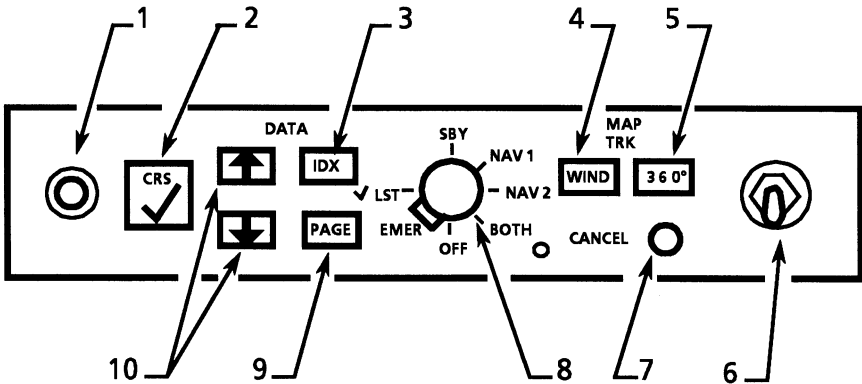 1 2 3 4 5
DATA
SBY
MAP
TRK
CRS
IDX
NAV 1
WIND
360°
LST
NAV 2
PAGE
EMER
BOTH
OFF
CANCEL
10 9 8 7 6